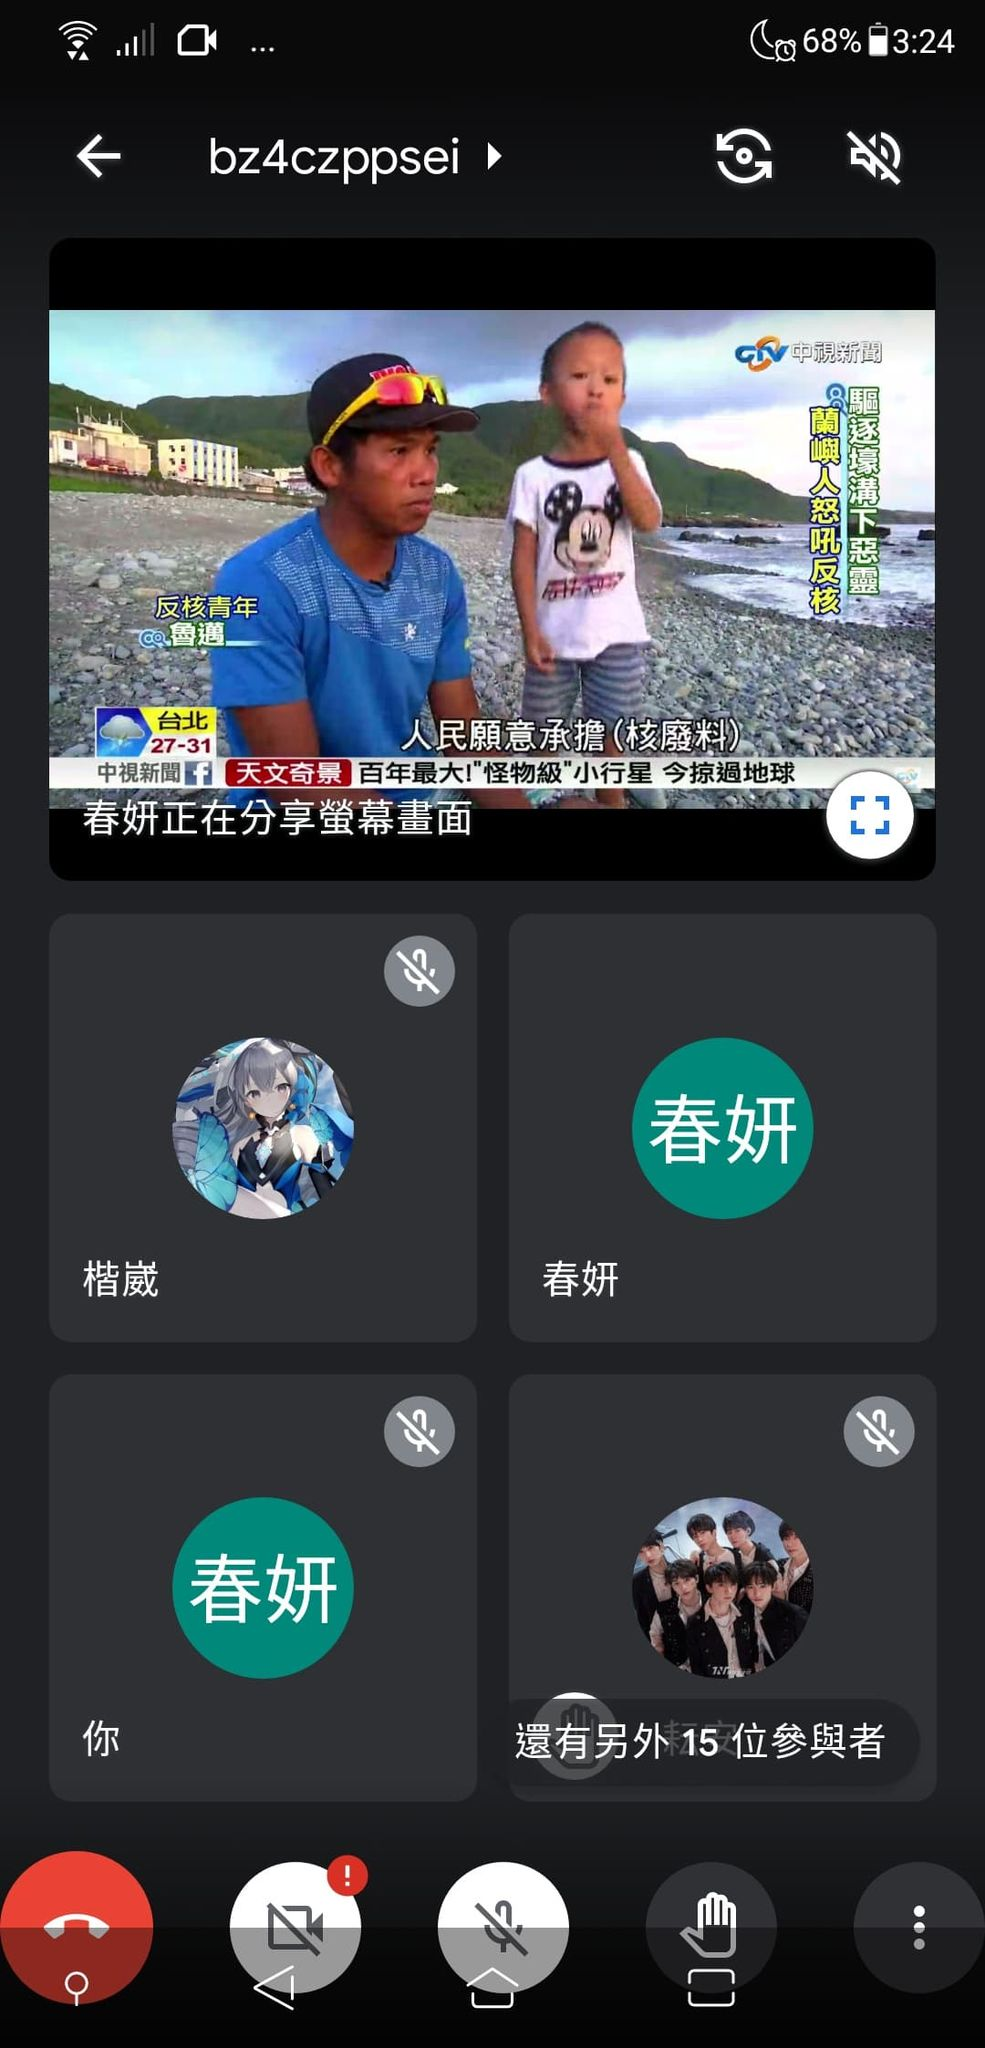 68% 3:24
bz4czppsei
CTV 中視新聞
驅逐壕溝下惡靈
蘭嶼人怒吼反核
反核青年
魯邁
人民願意承擔(核廢料)
台北
27-31
中視新聞 天文奇景 百年最大!"怪物級"小行星 今掠過地球
春妍正在分享螢幕畫面
春妍
楷崴
春妍
春妍
你
還有另外 15 位參與者